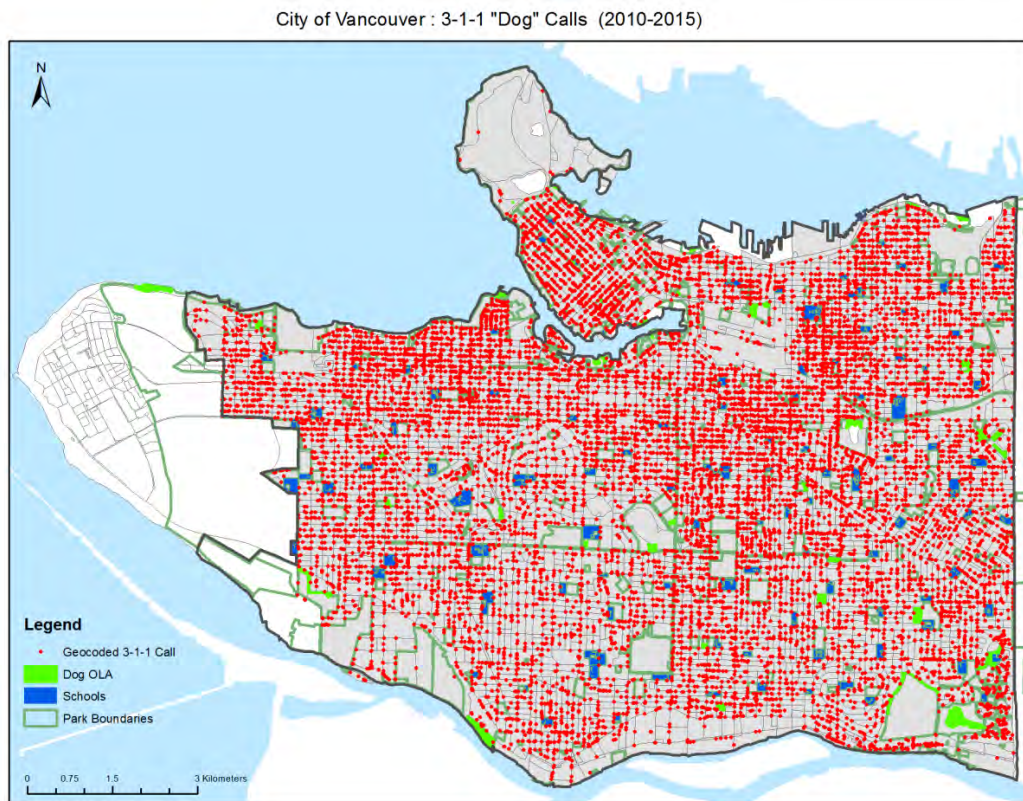 City of Vancouver : 3-1-1 "Dog" Calls (2010-2015)
N
Legend
Geocoded 3-1-1 Call
Dog OLA
Schools
Park Boundaries
0 0.75 1.5 3 Kilometers